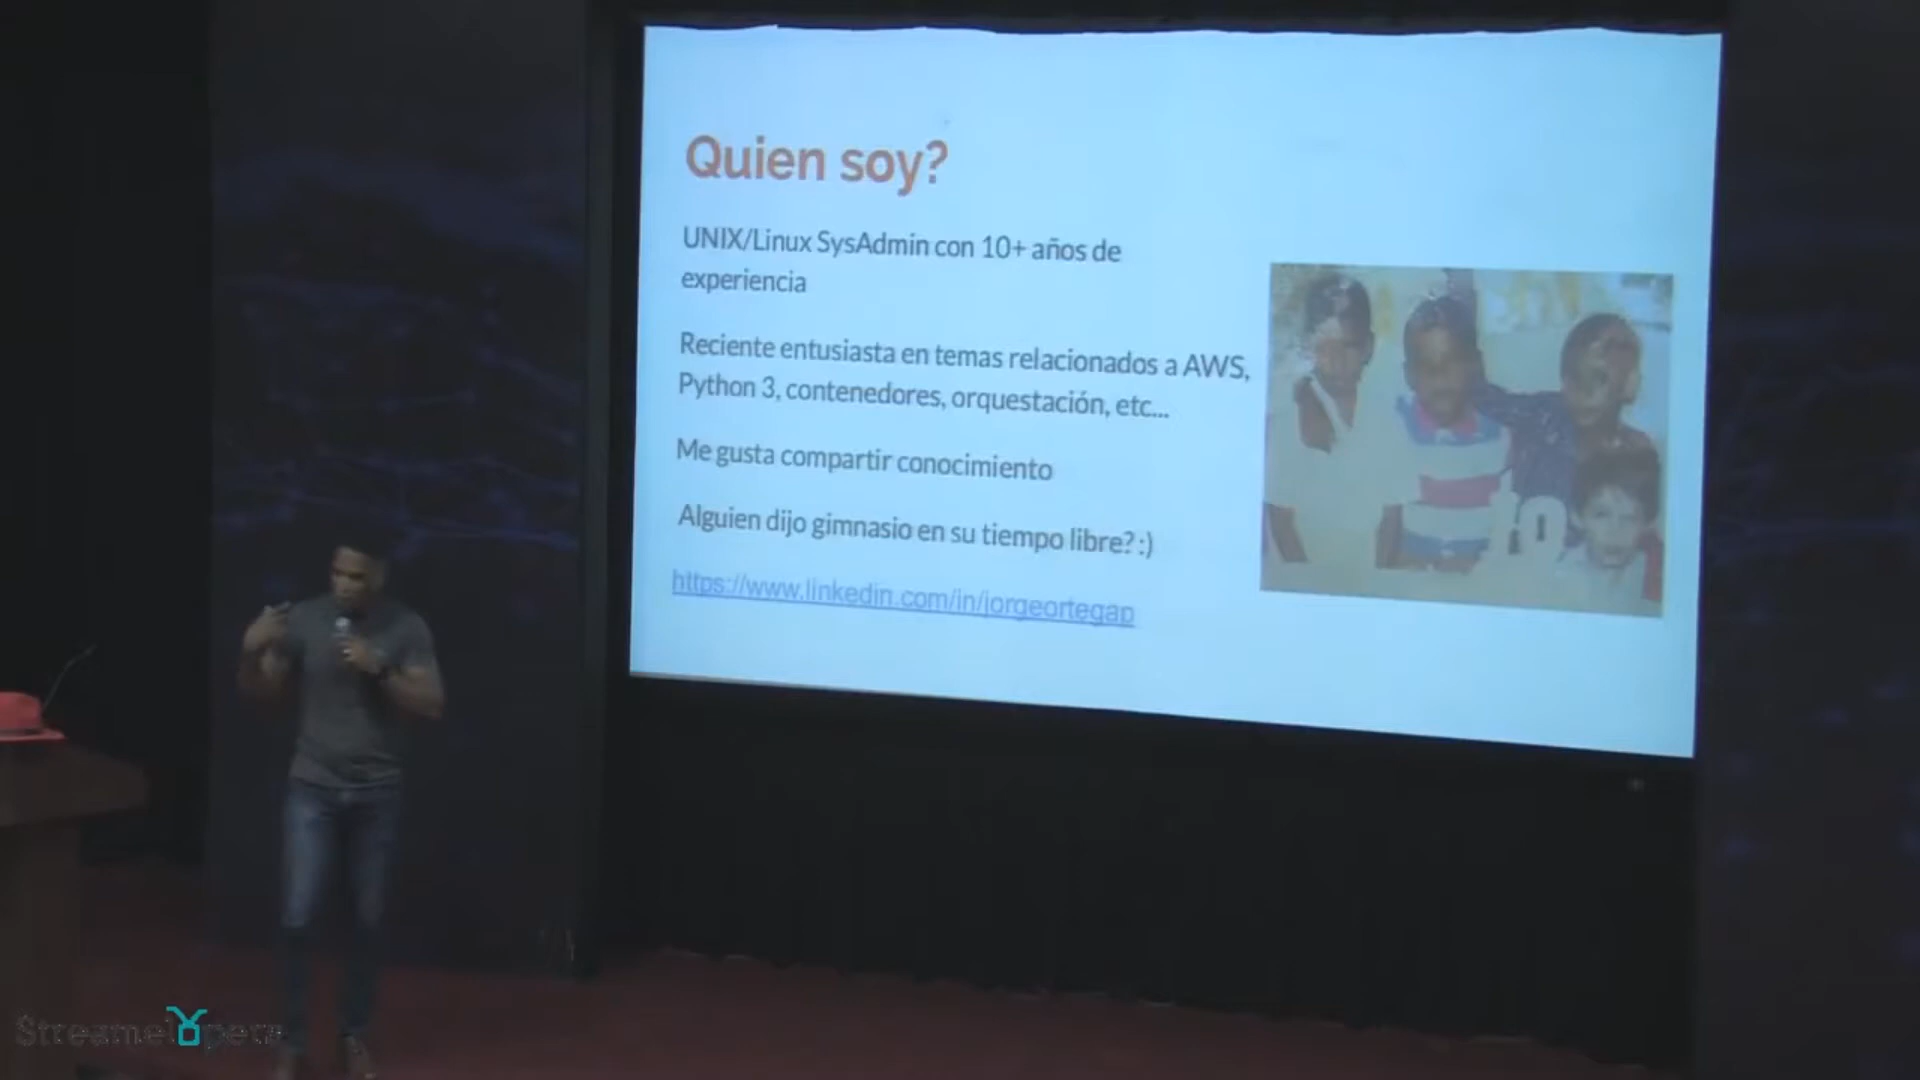 Quien soy?
UNIX/Linux SysAdmin con 10+ años de
experiencia
Reciente entusiasta en temas relacionados a AWS,
Python 3, contenedores, orquestación, etc...
Me gusta compartir conocimiento
Alguien dijo gimnasio en su tiempo libre? :)
https://www.linkedin.com/in/jorgeortegap
yo
Streamelopers